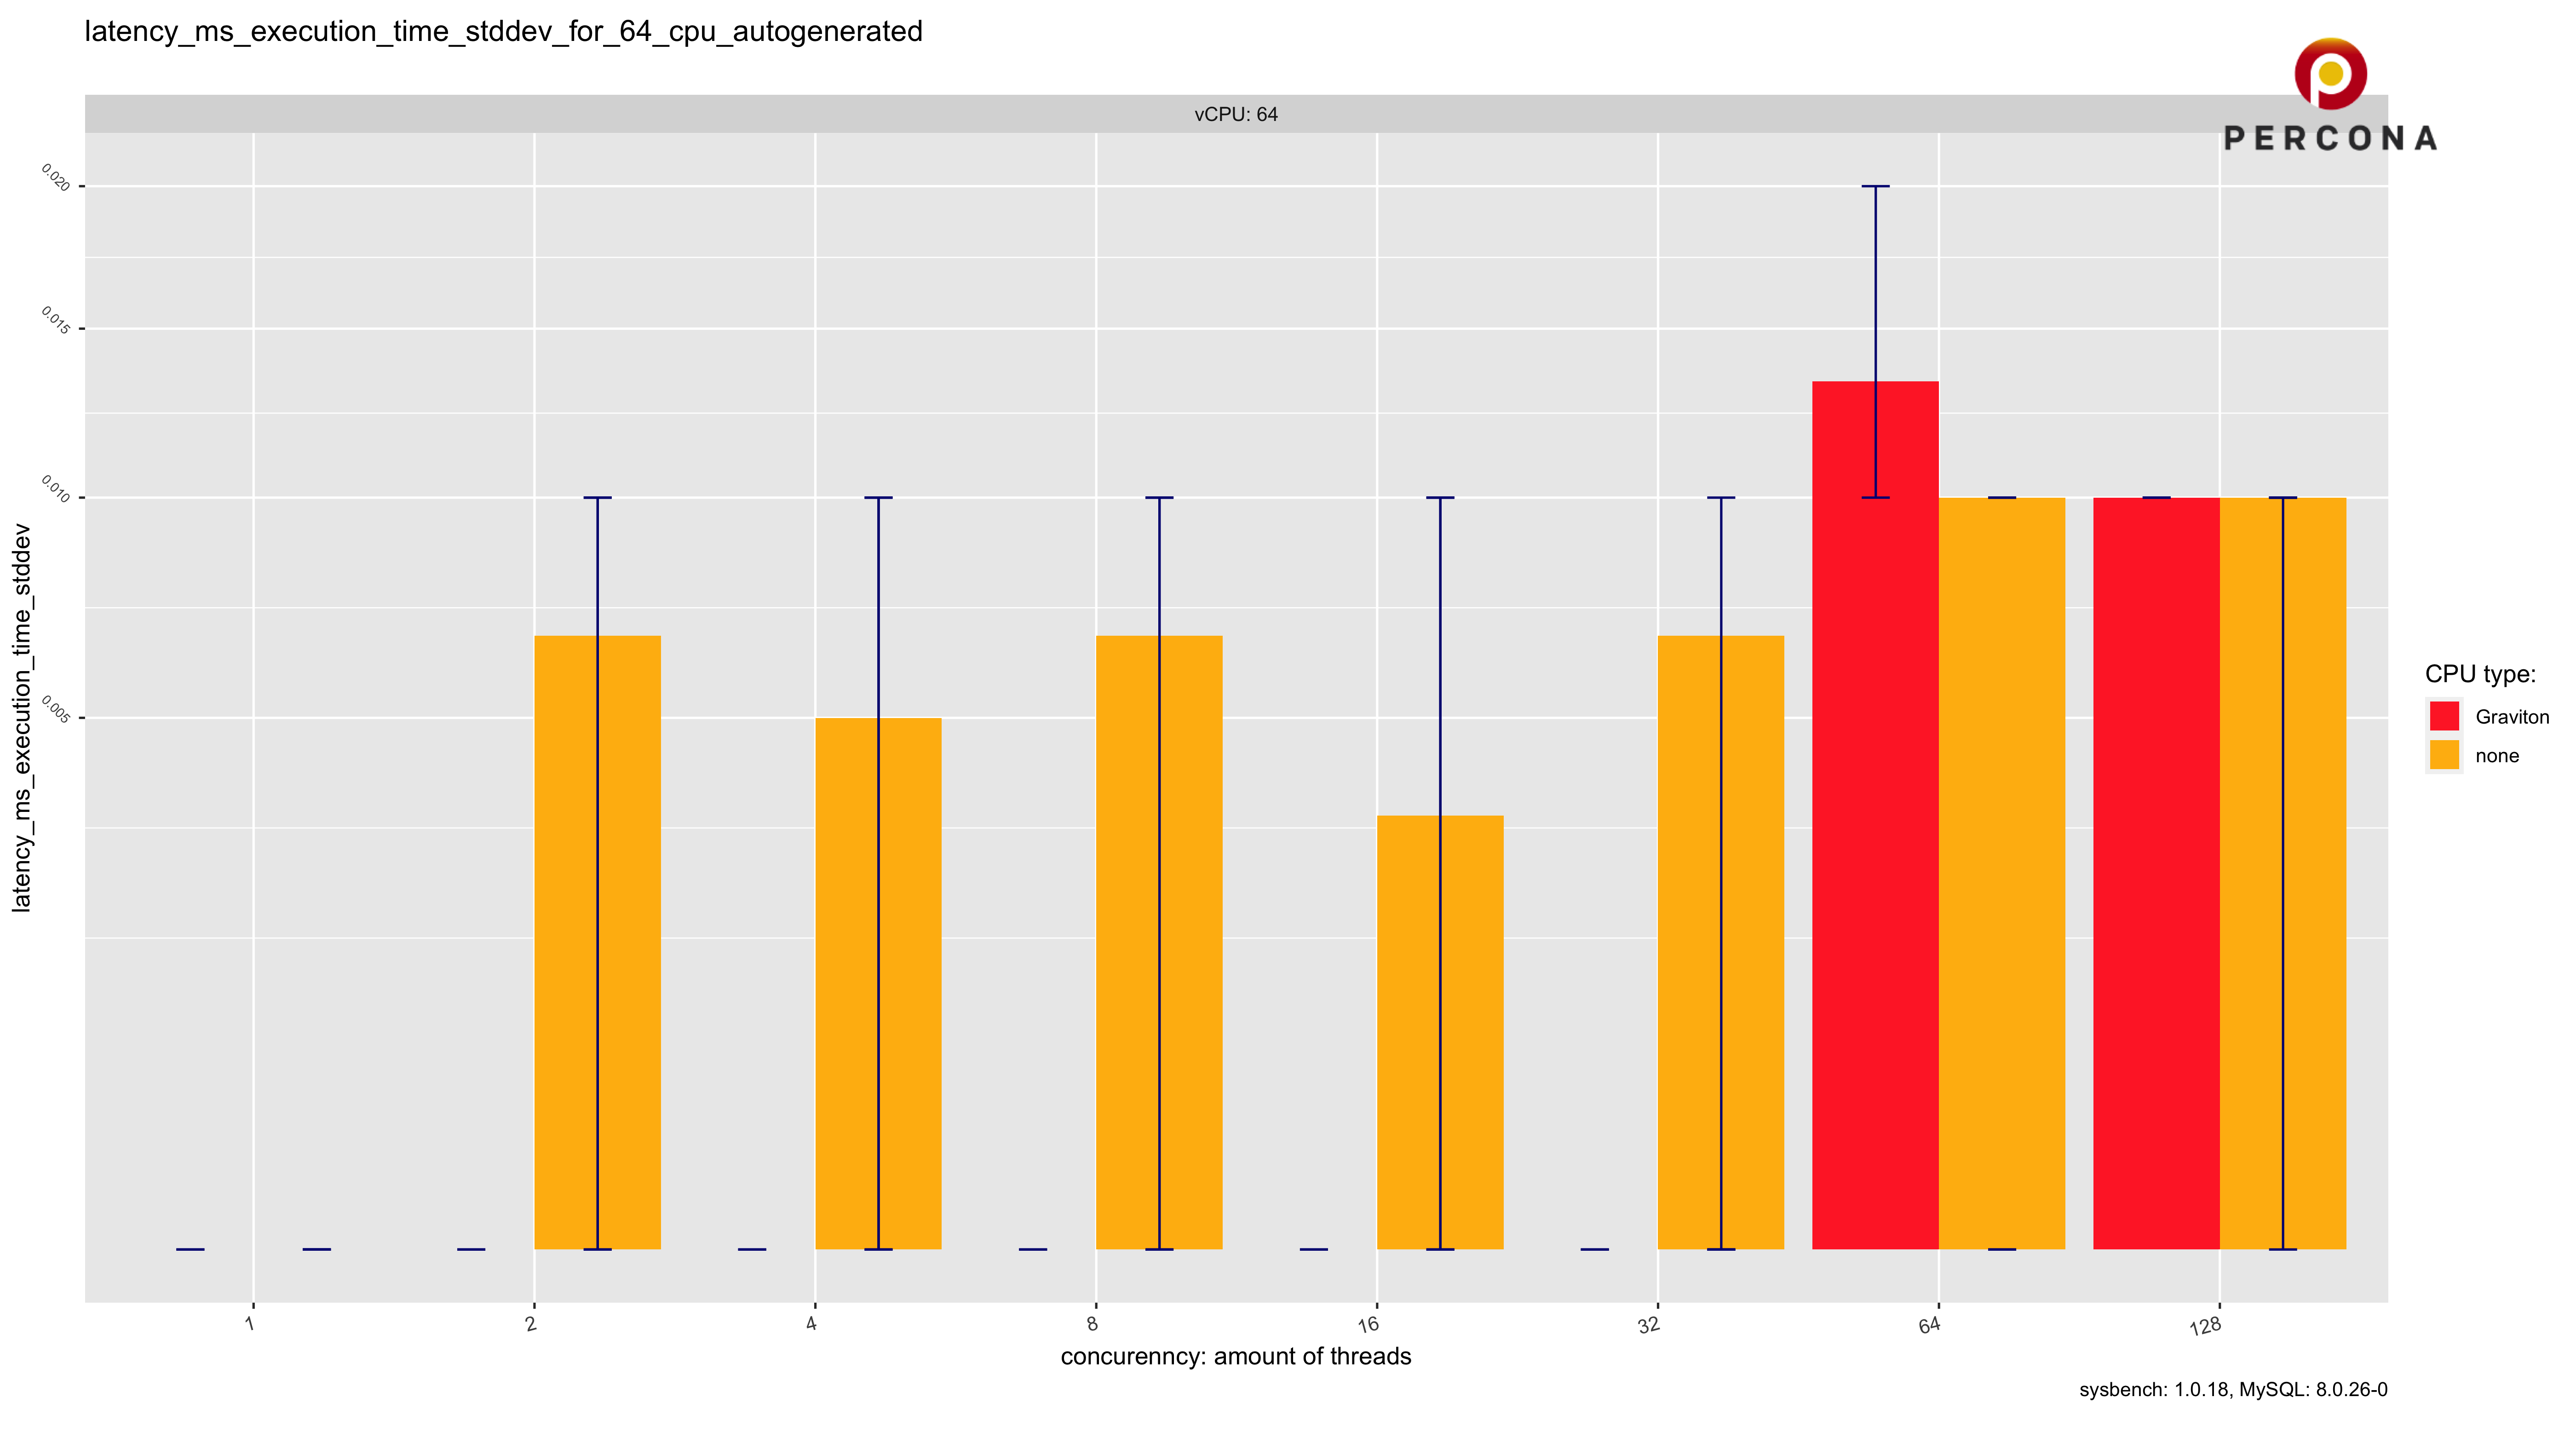 latency_ms_execution_time_stddev_for_64_cpu_autogenerated
PERCONA
vCPU: 64
0.020
0.015
0.010
0.005
latency_ms_execution_time_stddev
CPU type:
Graviton
none
1 2 4 8 16 32 64 128
concurenncy: amount of threads
sysbench: 1.0.18, MySQL: 8.0.26-0